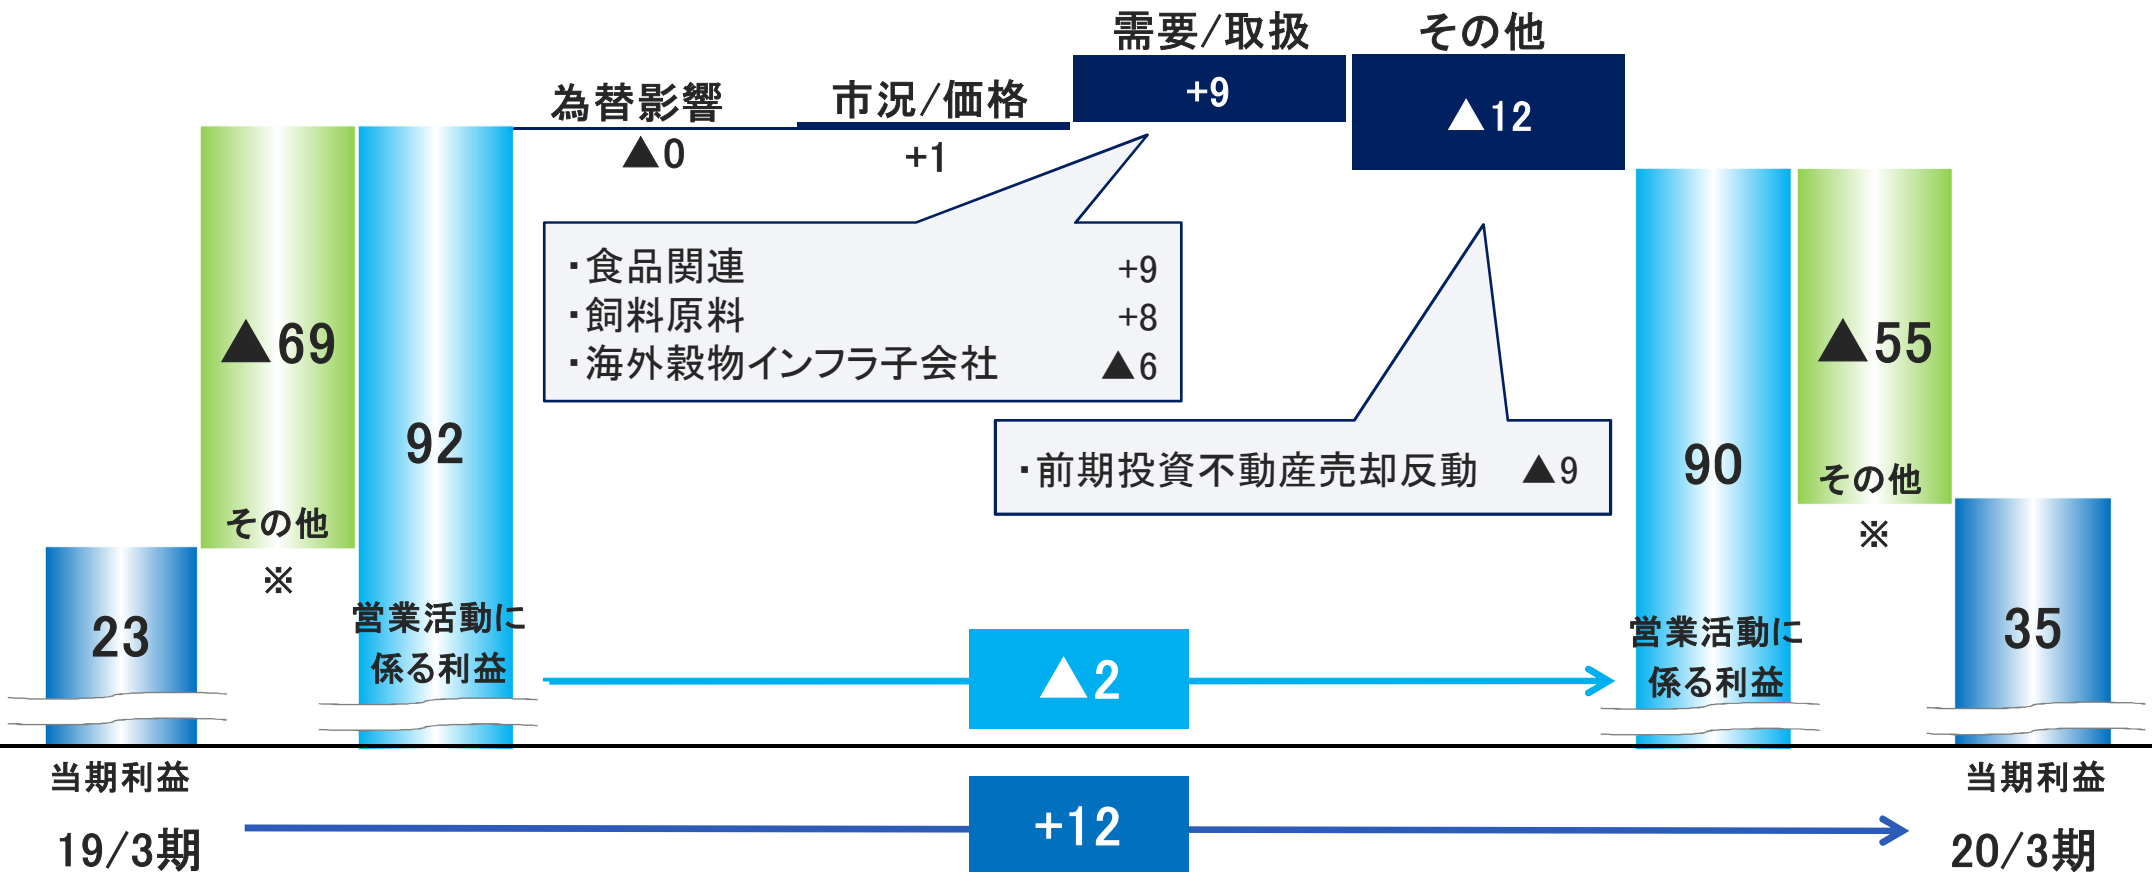 需要/取扱
その他
為替影響
市況/価格
+9
▲12
▲0
+1
・食品関連 +9
・飼料原料 +8
・海外穀物インフラ子会社 ▲6
・前期投資不動産売却反動 ▲9
▲69
その他
※
92
営業活動に
係る利益
23
90
営業活動に
係る利益
▲55
その他
※
35
▲2
当期利益
19/3期
+12
当期利益
20/3期